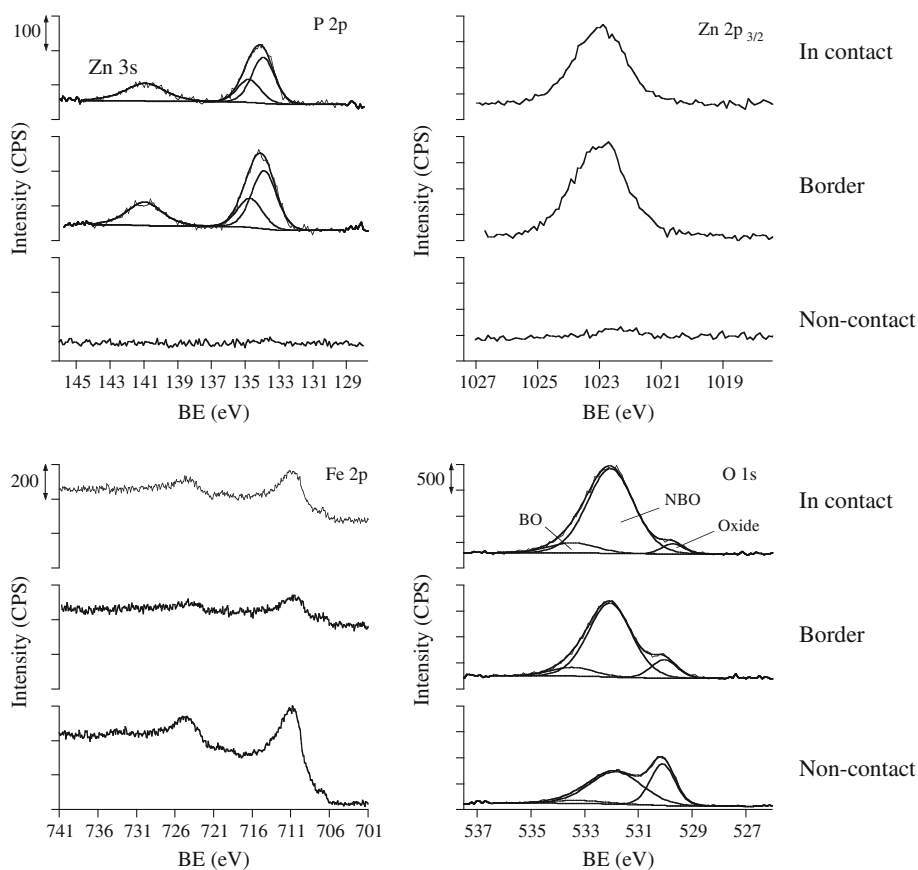 100
P 2p
Zn 3s
Zn 2p 3/2
In contact
Border
Non-contact
Intensity (CPS)
Intensity (CPS)
145 143 141 139 137 135 133 131 129
BE (eV)
1027 1025 1023 1021 1019
BE (eV)
200
Fe 2p
500
O 1s
BO
NBO
Oxide
In contact
Border
Non-contact
Intensity (CPS)
Intensity (CPS)
741 736 731 726 721 716 711 706 701
BE (eV)
537 535 533 531 529 527
BE (eV)